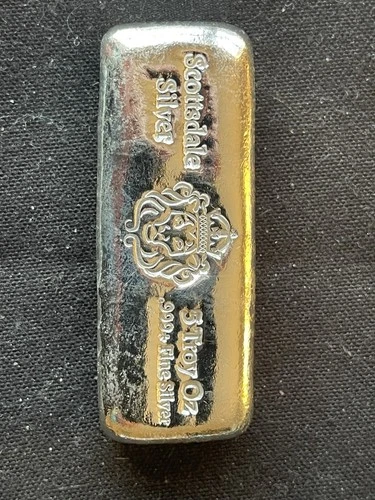 Scottsdale
Silver
5 Troy Oz
.999+ Fine Silver